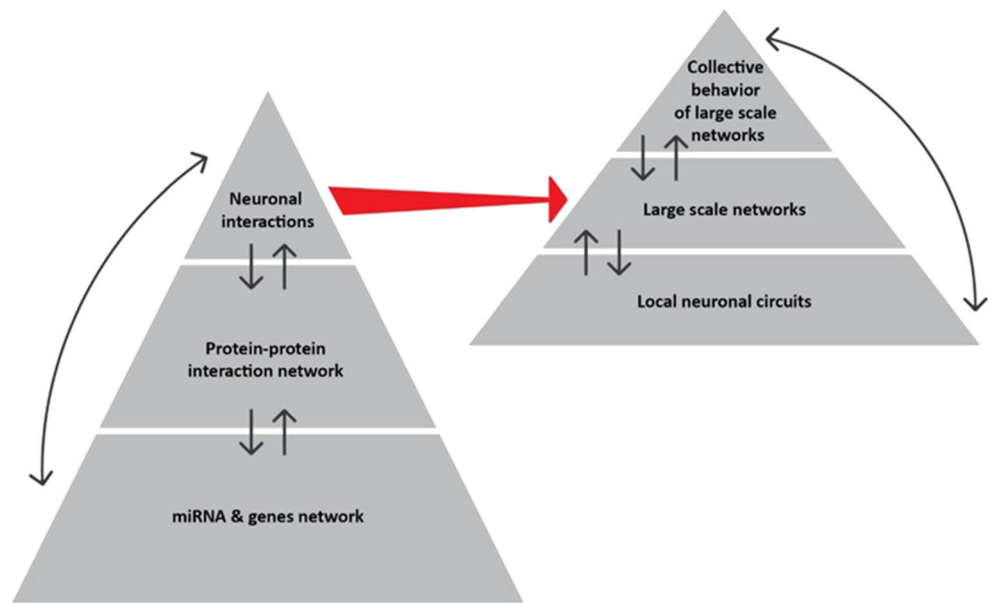 Neuronal
interactions
Protein-protein
interaction network
miRNA & genes network
Collective
behavior
of large scale
networks
Large scale networks
Local neuronal circuits